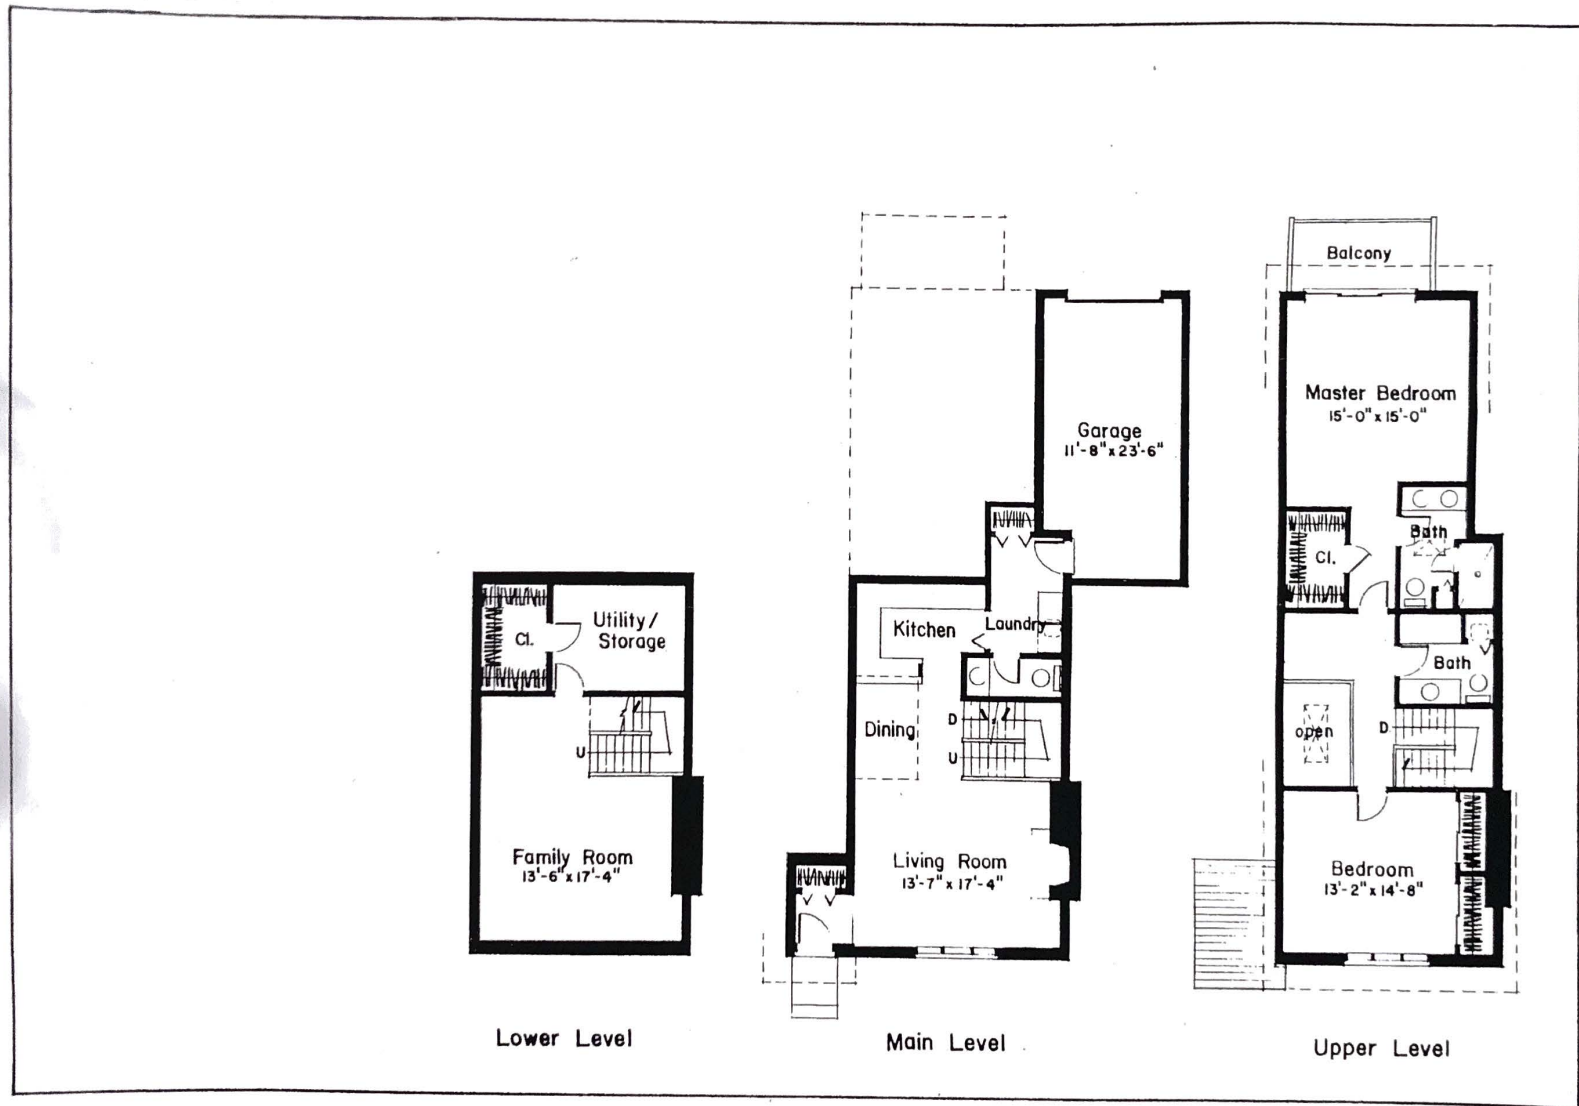 Cl.
Utility/
Storage
U
Family Room
13'-6" x 17'-4"
Lower Level
Garage
11'-8" x 23'-6"
Kitchen
Laundry
Dining
D
U
Living Room
13'-7" x 17'-4"
Main Level
Balcony
Master Bedroom
15'-0" x 15'-0"
Bath
Cl.
Bath
open
D
Bedroom
13'-2" x 14'-8"
Upper Level